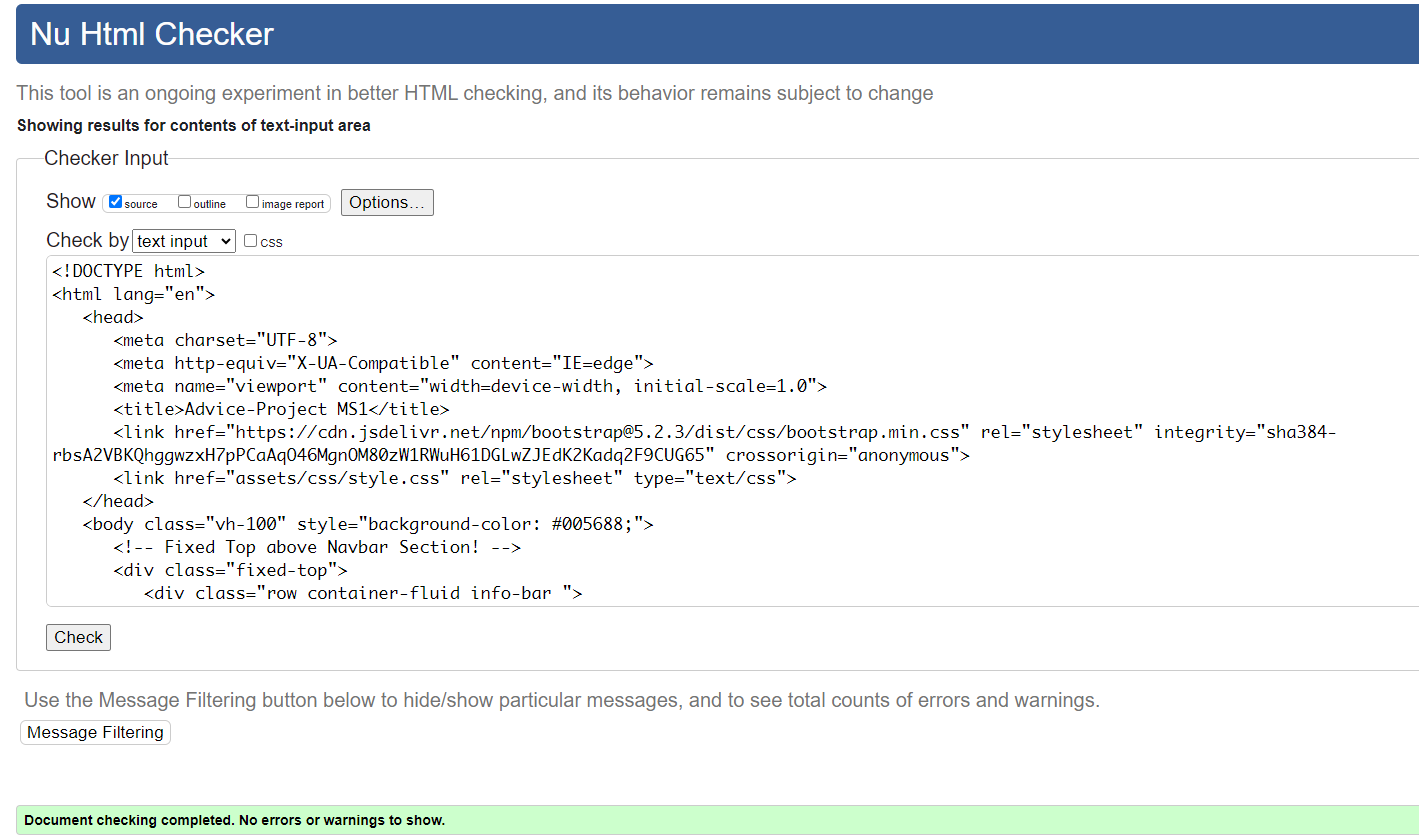 Nu Html Checker
This tool is an ongoing experiment in better HTML checking, and its behavior remains subject to change
Showing results for contents of text-input area
Checker Input
Show source outline image report Options...
Check by text input css
<!DOCTYPE html>
<html lang="en">
<head>
<meta charset="UTF-8">
<meta http-equiv="X-UA-Compatible" content="IE=edge">
<meta name="viewport" content="width=device-width, initial-scale=1.0">
<title>Advice-Project MS1</title>
<link href="https://cdn.jsdelivr.net/npm/bootstrap@5.2.3/dist/css/bootstrap.min.css" rel="stylesheet" integrity="sha384-
rbsA2VBKQhggwzxH7pPCaAqO46MgnOM80zW1RWuH61DGLwZJEdK2Kadq2F9CUG65" crossorigin="anonymous">
<link href="assets/css/style.css" rel="stylesheet" type="text/css">
</head>
<body class="vh-100" style="background-color: #005688;">
<!-- Fixed Top above Navbar Section! -->
<div class="fixed-top">
<div class="row container-fluid info-bar ">
Check
Use the Message Filtering button below to hide/show particular messages, and to see total counts of errors and warnings.
Message Filtering
Document checking completed. No errors or warnings to show.